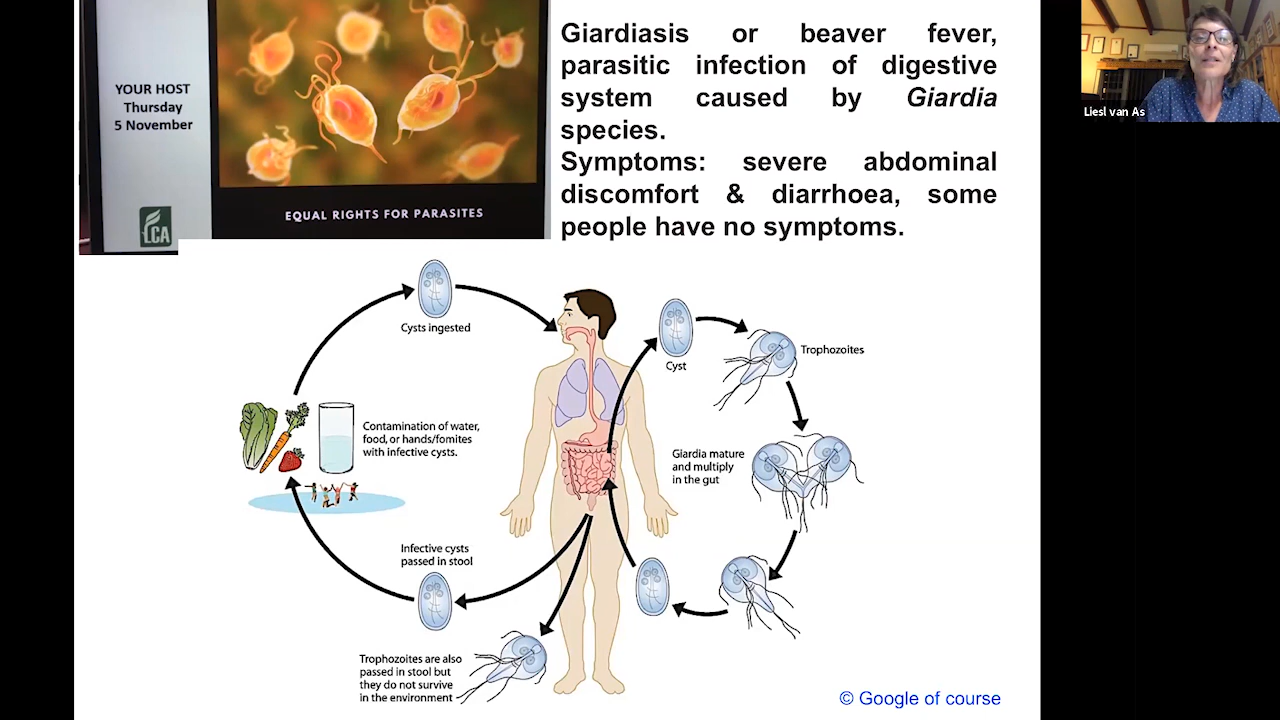 YOUR HOST
Thursday
5 November
LCA
EQUAL RIGHTS FOR PARASITES
Giardiasis or beaver fever,
parasitic infection of digestive
system caused by Giardia
species.
Symptoms: severe abdominal
discomfort & diarrhoea, some
people have no symptoms.
Liesl van As
Cysts ingested
Cyst
Trophozoites
Contamination of water,
food, or hands/fomites
with infective cysts.
Giardia mature
and multiply
in the gut
Infective cysts
passed in stool
Trophozoites are also
passed in stool but
they do not survive
in the environment
© Google of course